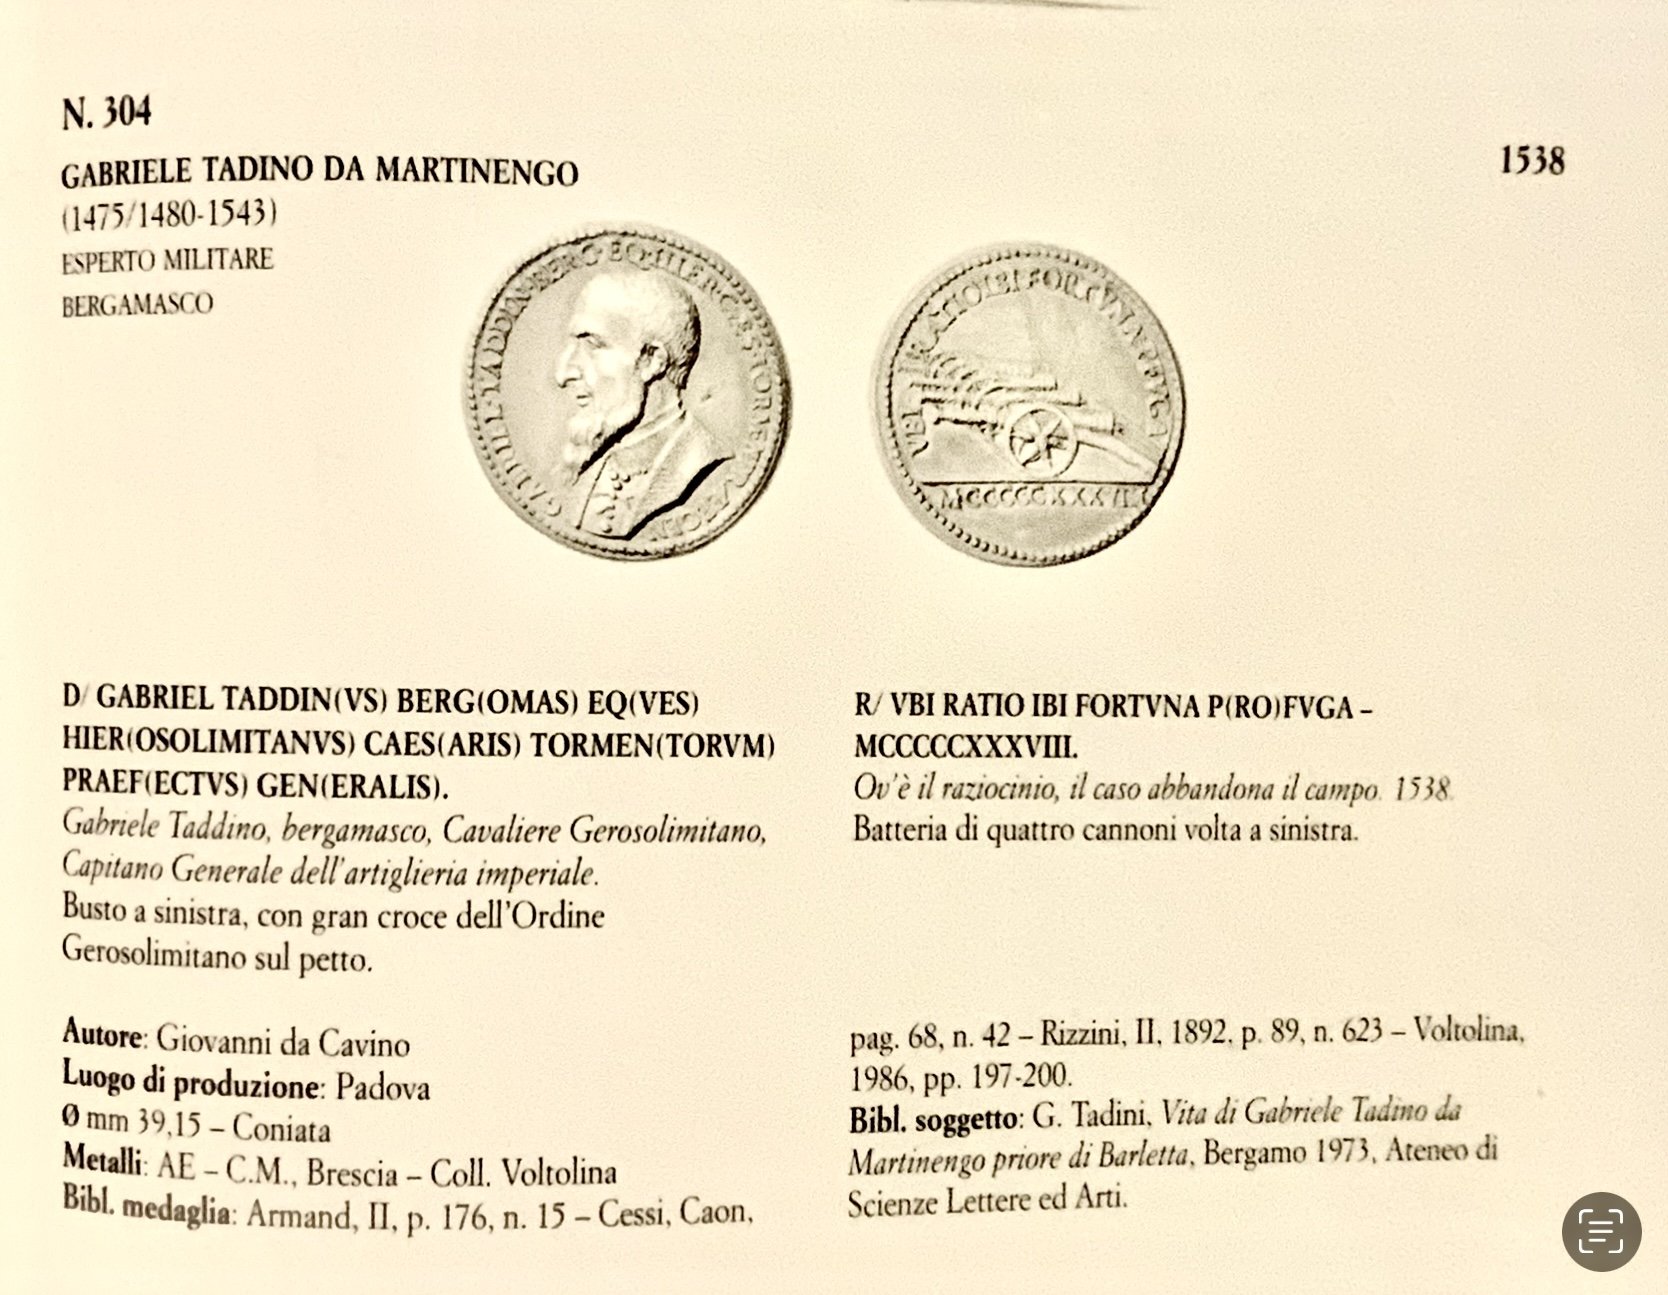 N. 304
GABRIELE TADINO DA MARTINENGO
1538
(1475/1480-1543)
ESPERTO MILITARE
BERGAMASCO
VBI RATIO IBI FORTVNA
MCCCCCXXXVIII
D/ GABRIEL TADDIN(VS) BERG(OMAS) EQ(VES)
HIER(OSOLIMITANVS) CAES(ARIS) TORMEN(TORVM)
PRAEF(ECTVS) GEN(ERALIS).
Gabriele Taddino, bergamasco, Cavaliere Gerosolimitano,
Capitano Generale dell'artiglieria imperiale.
Busto a sinistra, con gran croce dell'Ordine
Gerosolimitano sul petto.
R/ VBI RATIO IBI FORTVNA P(RO)FVGA –
MCCCCCXXXVIII.
Ov'è il raziocinio, il caso abbandona il campo. 1538.
Batteria di quattro cannoni volta a sinistra.
Autore: Giovanni da Cavino
Luogo di produzione: Padova
Ø mm 39,15 – Coniata
Metalli: AE – C.M., Brescia – Coll. Voltolina
Bibl. medaglia: Armand, II, p. 176, n. 15 – Cessi, Caon,
pag. 68, n. 42 – Rizzini, II, 1892, p. 89, n. 623 – Voltolina,
1986, pp. 197-200.
Bibl. soggetto: G. Tadini, Vita di Gabriele Tadino da
Martinengo priore di Barletta, Bergamo 1973, Ateneo di
Scienze Lettere ed Arti.